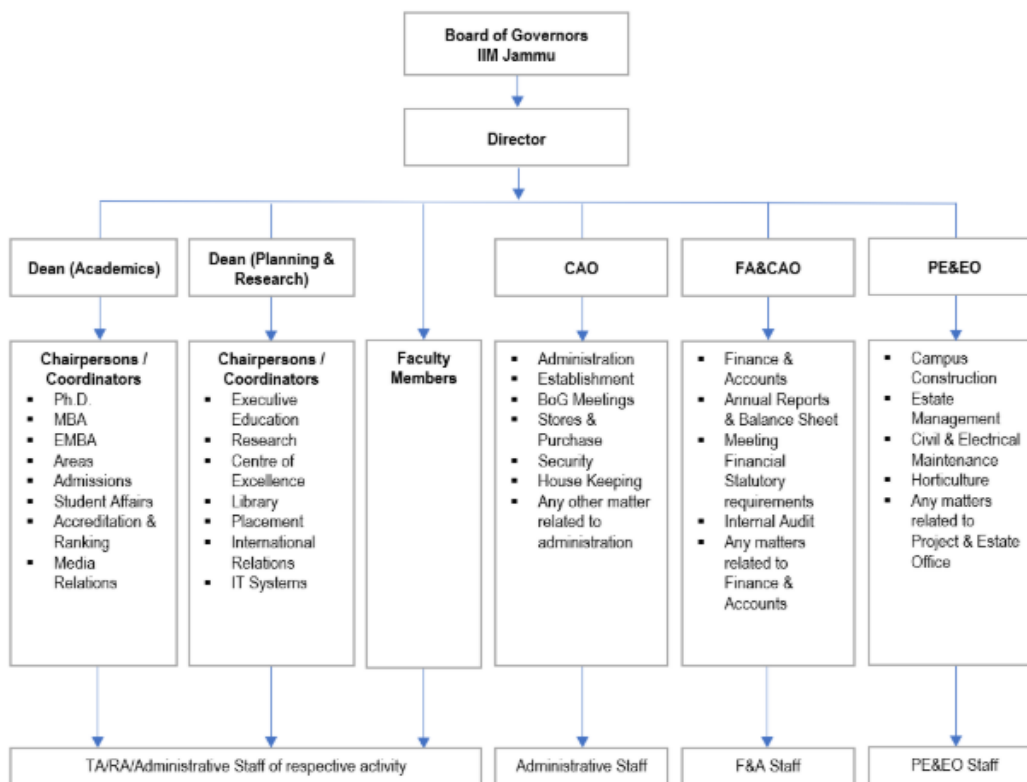 Board of Governors
IIM Jammu
Director
Dean (Academics)
Dean (Planning &
Research)
CAO
FA&CAO
PE&EO
Chairpersons /
Coordinators
Ph.D.
MBA
EMBA
Areas
Admissions
Student Affairs
Accreditation &
Ranking
Media
Relations
Chairpersons /
Coordinators
Executive
Education
Research
Centre of
Excellence
Library
Placement
International
Relations
IT Systems
Faculty
Members
Administration
Establishment
BoG Meetings
Stores &
Purchase
Security
House Keeping
Any other matter
related to
administration
Finance &
Accounts
Annual Reports
& Balance Sheet
Meeting
Financial
Statutory
requirements
Internal Audit
Any matters
related to
Finance &
Accounts
Campus
Construction
Estate
Management
Civil & Electrical
Maintenance
Horticulture
Any matters
related to
Project & Estate
Office
TA/RA/Administrative Staff of respective activity
Administrative Staff
F&A Staff
PE&EO Staff